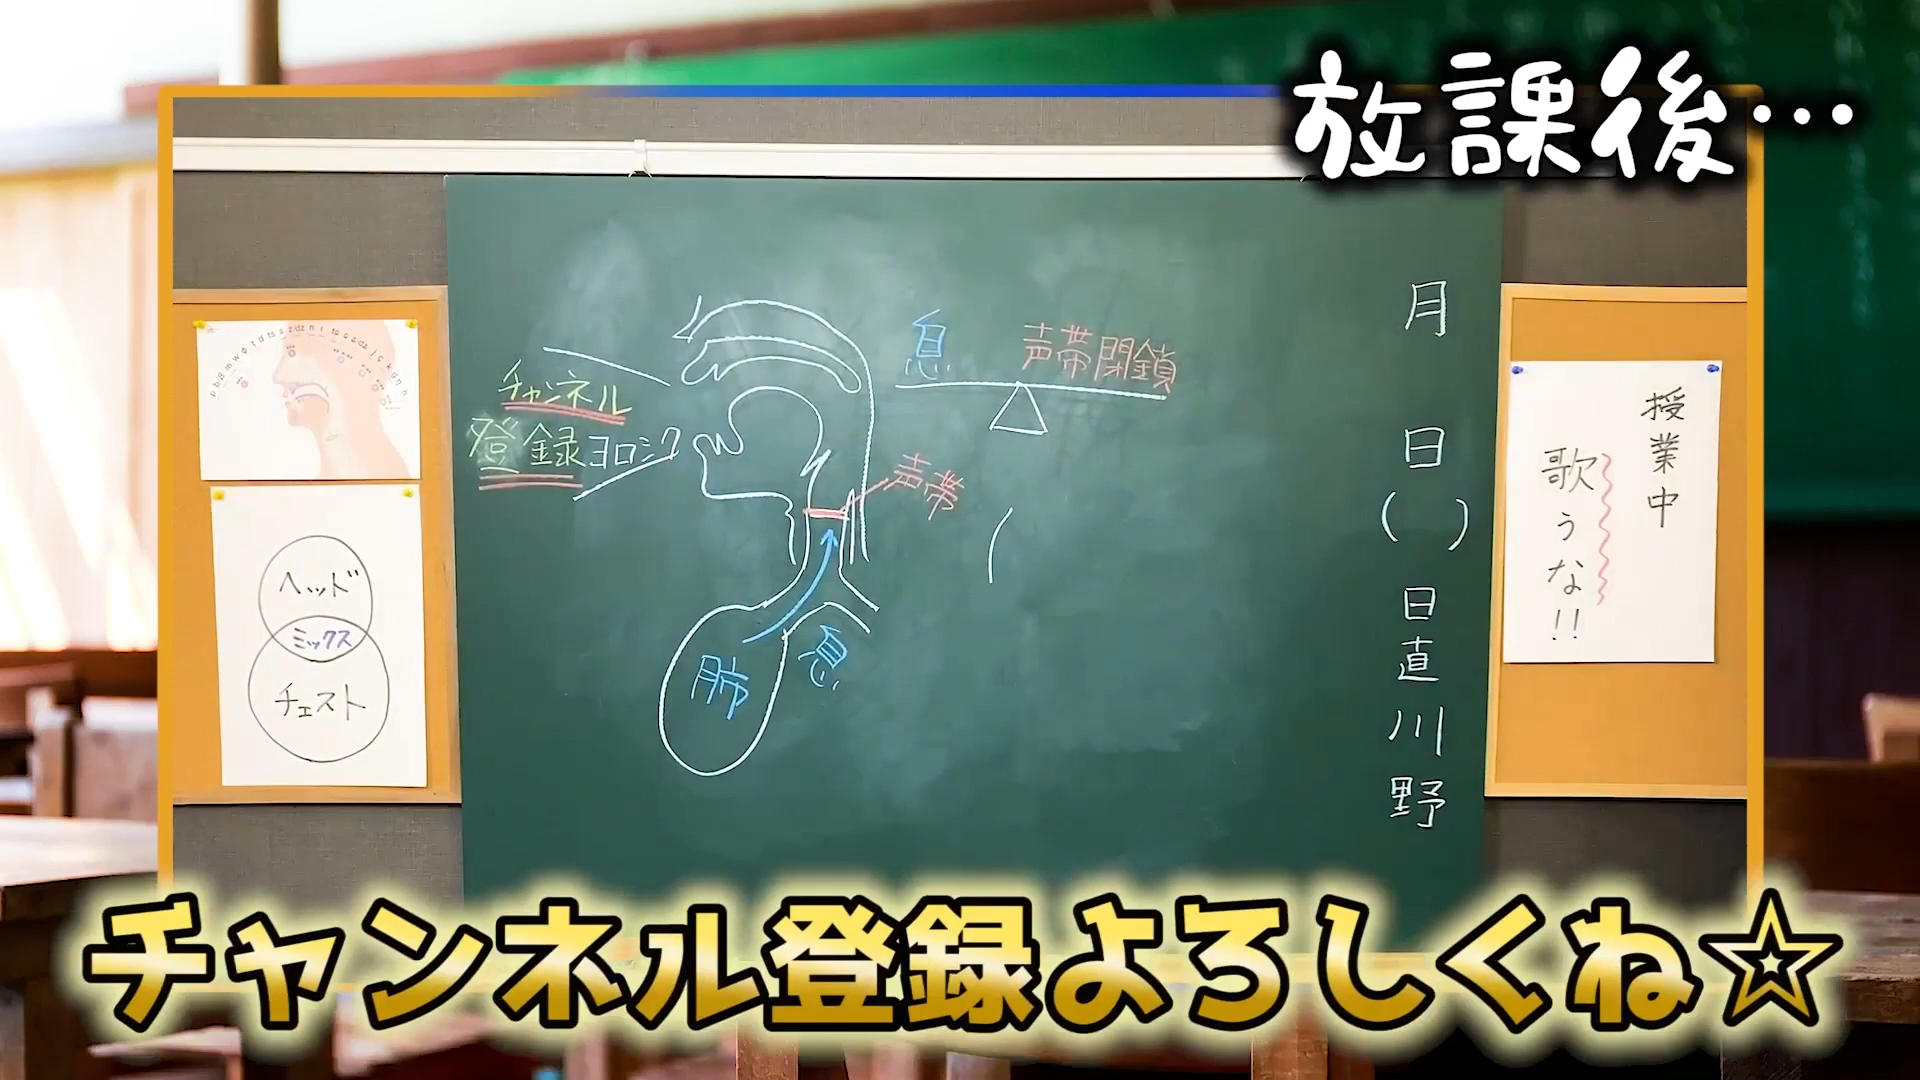 放課後…
チャンネル
登録ヨロシク
息
声帯閉鎖
声帯
肺
息
月
日
( )
日直
川野
ヘッド
ミックス
チェスト
授業中
歌うな!!
チャンネル登録よろしくね☆